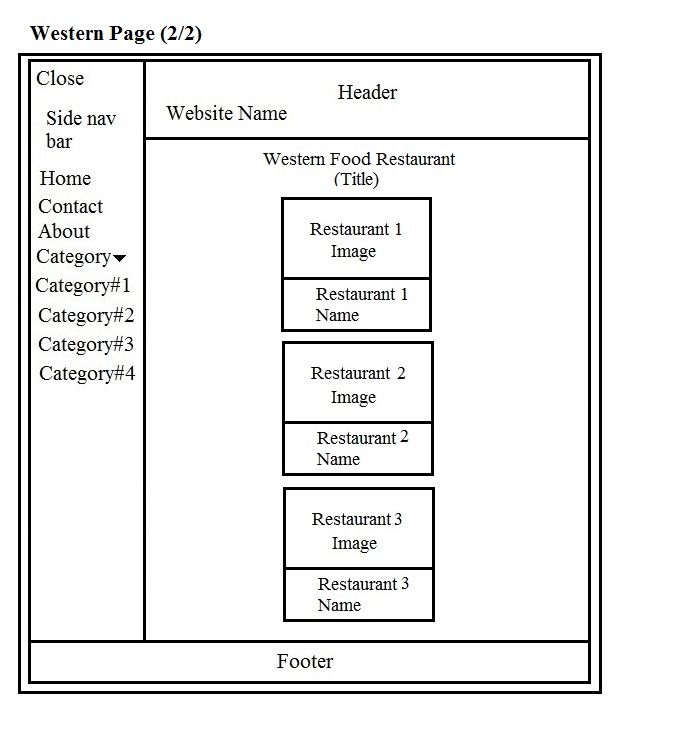 Western Page (2/2)
Close
Side nav
bar
Home
Contact
About
Category
Category#1
Category#2
Category#3
Category#4
Header
Website Name
Western Food Restaurant
(Title)
Restaurant 1
Image
Restaurant 1
Name
Restaurant 2
Image
Restaurant 2
Name
Restaurant 3
Image
Restaurant 3
Name
Footer